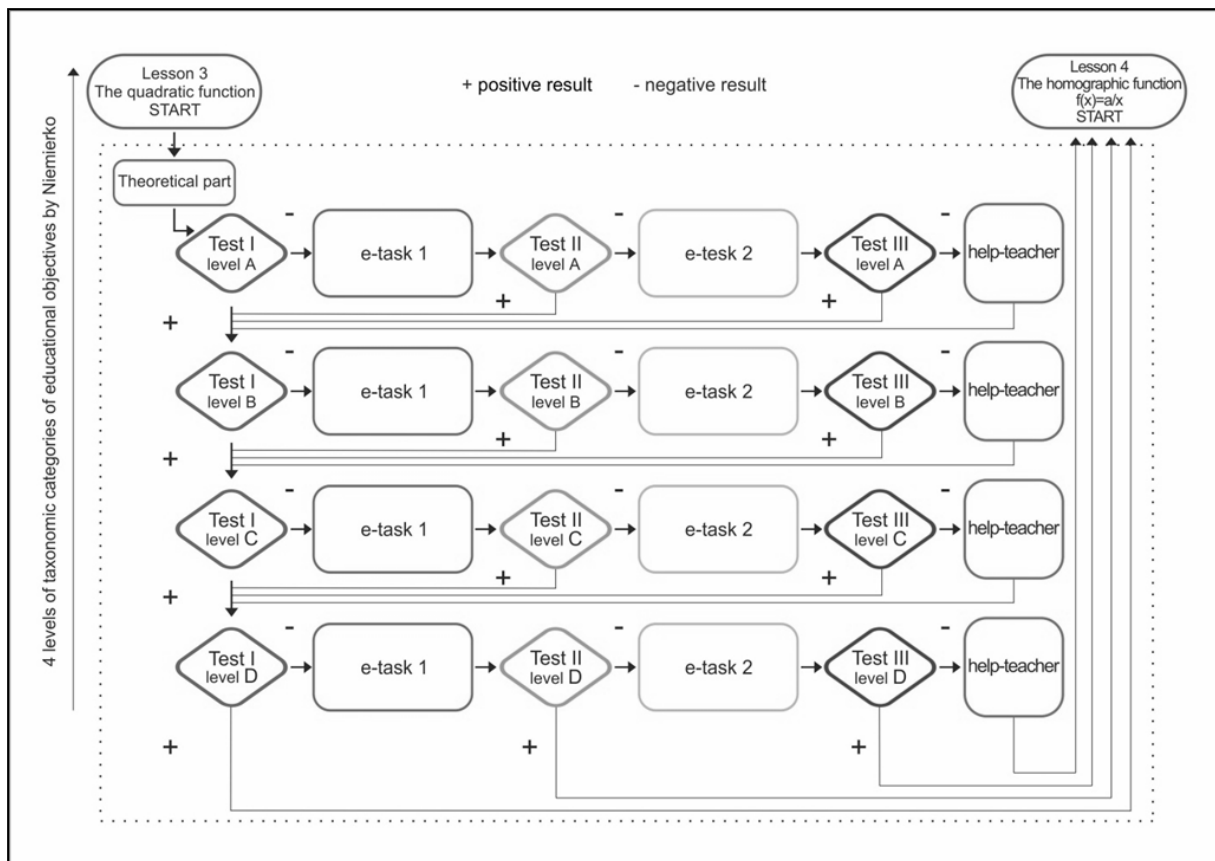 Lesson 3
The quadratic function
START
+ positive result - negative result
Lesson 4
The homographic function
f(x)=a/x
START
4 levels of taxonomic categories of educational objectives by Niemierko
Theoretical part
-
-
-
Test I
level A
e-task 1
Test II
level A
e-tesk 2
Test III
level A
help-teacher
+
+
+
-
-
-
Test I
level B
e-task 1
Test II
level B
e-task 2
Test III
level B
help-teacher
+
+
+
-
-
-
Test I
level C
e-task 1
Test II
level C
e-task 2
Test III
level C
help-teacher
+
+
+
-
-
-
Test I
level D
e-task 1
Test II
level D
e-task 2
Test III
level D
help-teacher
+
+
+